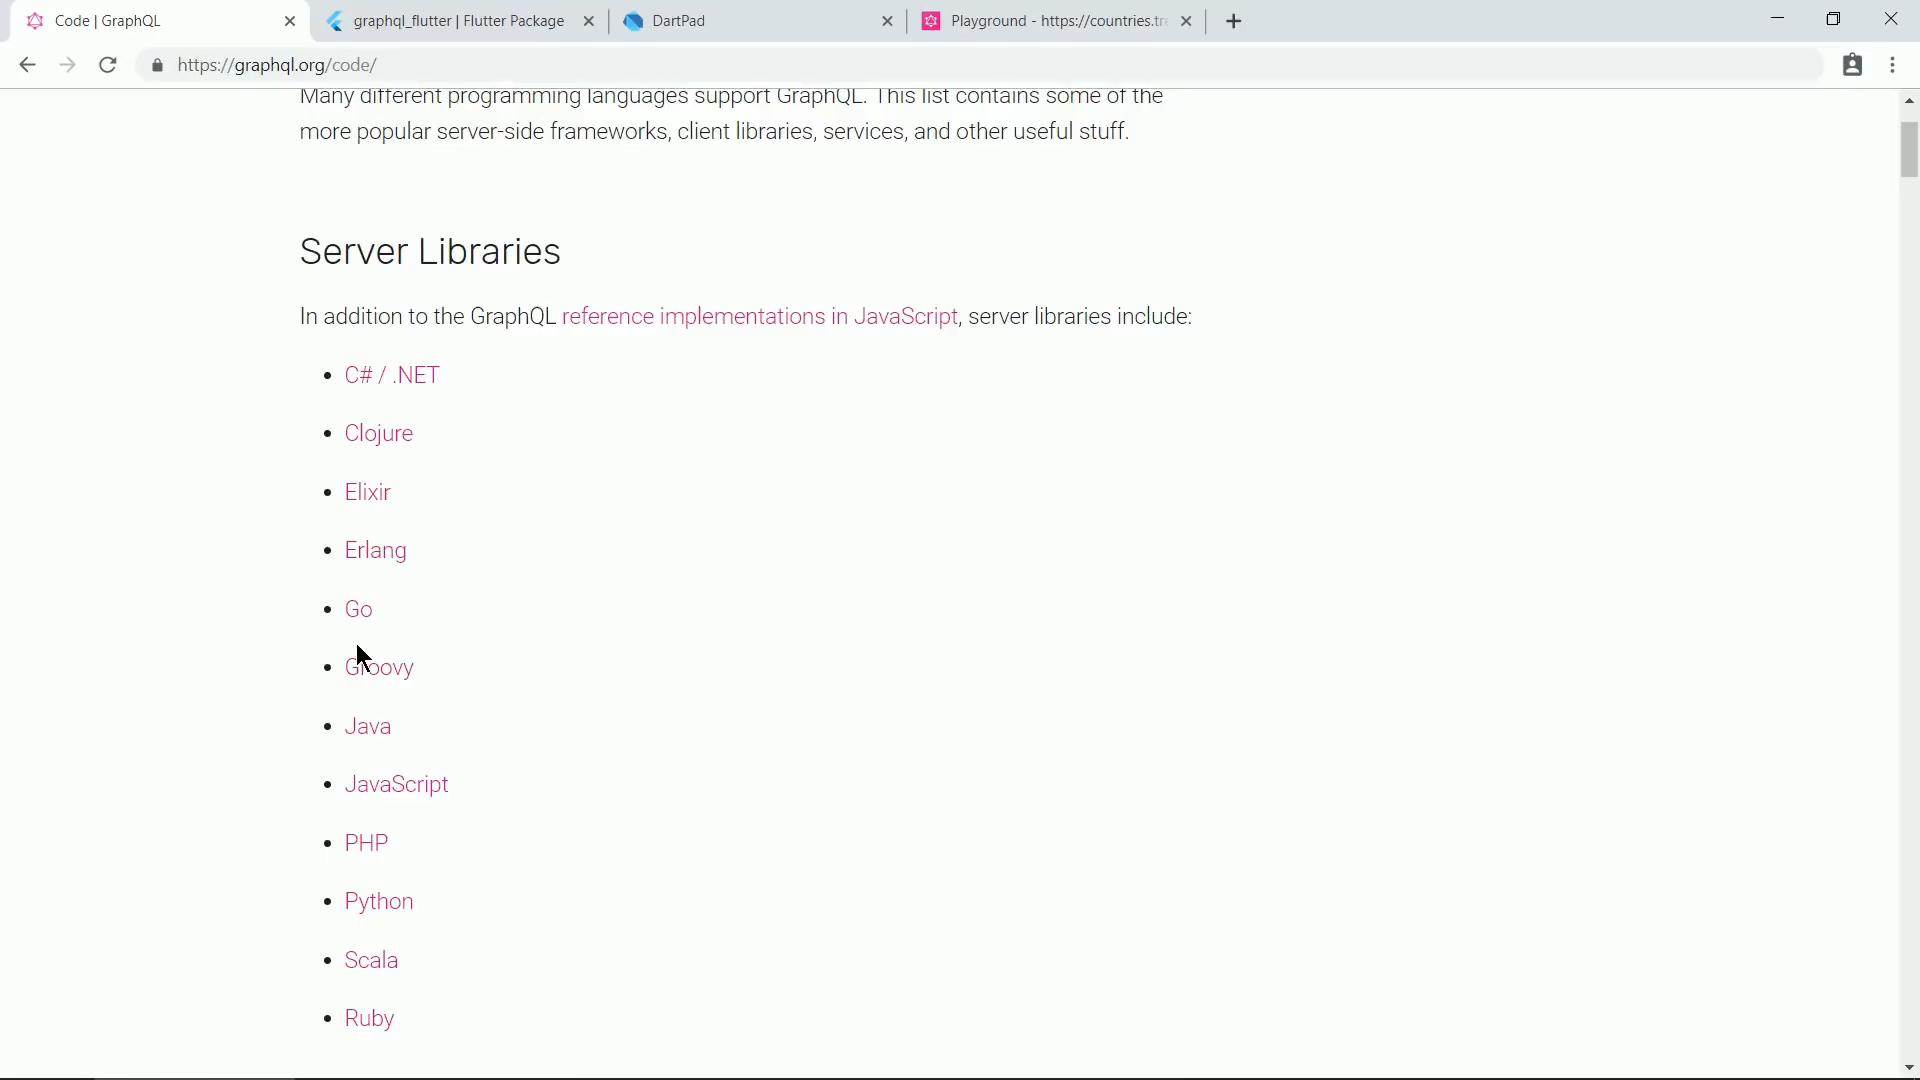 Code | GraphQL
graphql_flutter | Flutter Package
DartPad
Playground - https://countries.tre
https://graphql.org/code/
Many different programming languages support GraphQL. This list contains some of the
more popular server-side frameworks, client libraries, services, and other useful stuff.
Server Libraries
In addition to the GraphQL reference implementations in JavaScript, server libraries include:
C# / .NET
Clojure
Elixir
Erlang
Go
Groovy
Java
JavaScript
PHP
Python
Scala
Ruby